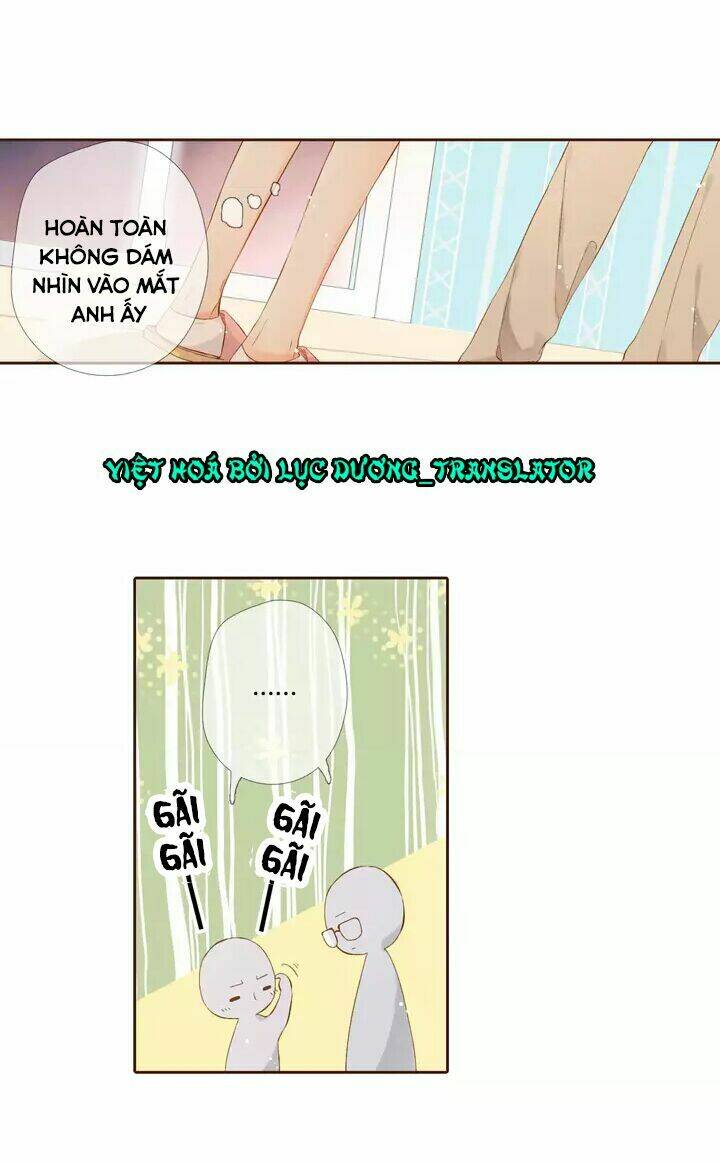 HOÀN TOÀN
KHÔNG DÁM
NHÌN VÀO MẮT
ANH ẤY
VIỆT HOÁ BỞI LỤC DƯƠNG_TRANSLATOR
......
GÃI
GÃI
GÃI
GÃI